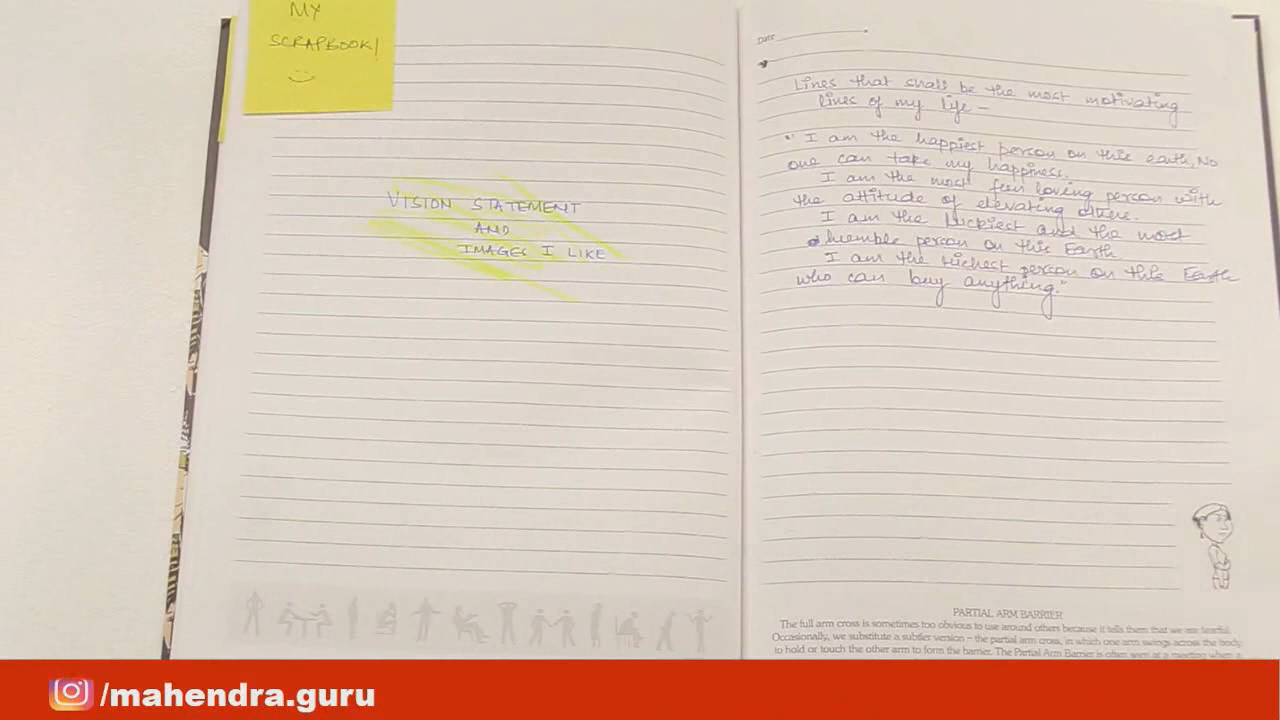 MY
SCRAPBOOK!
VISION STATEMENT
AND
IMAGES I LIKE
Date
Lines that shall be the most motivating
lines of my life -
" I am the happiest person on this earth, No
one can take my happiness.
I am the most fun loving person with
the attitude of elevating others.
I am the luckiest and the most
humble person on this Earth
I am the richest person on this Earth
who can buy anything."
PARTIAL ARM BARRIER
The full arm cross is sometimes too obvious to use around others because it tells them that we are fearful.
Occasionally, we substitute a subtler version – the partial arm cross, in which one arm swings across the body
to hold or touch the other arm to form the barrier. The Partial Arm Barrier is often seen at a meeting where a
/mahendra.guru